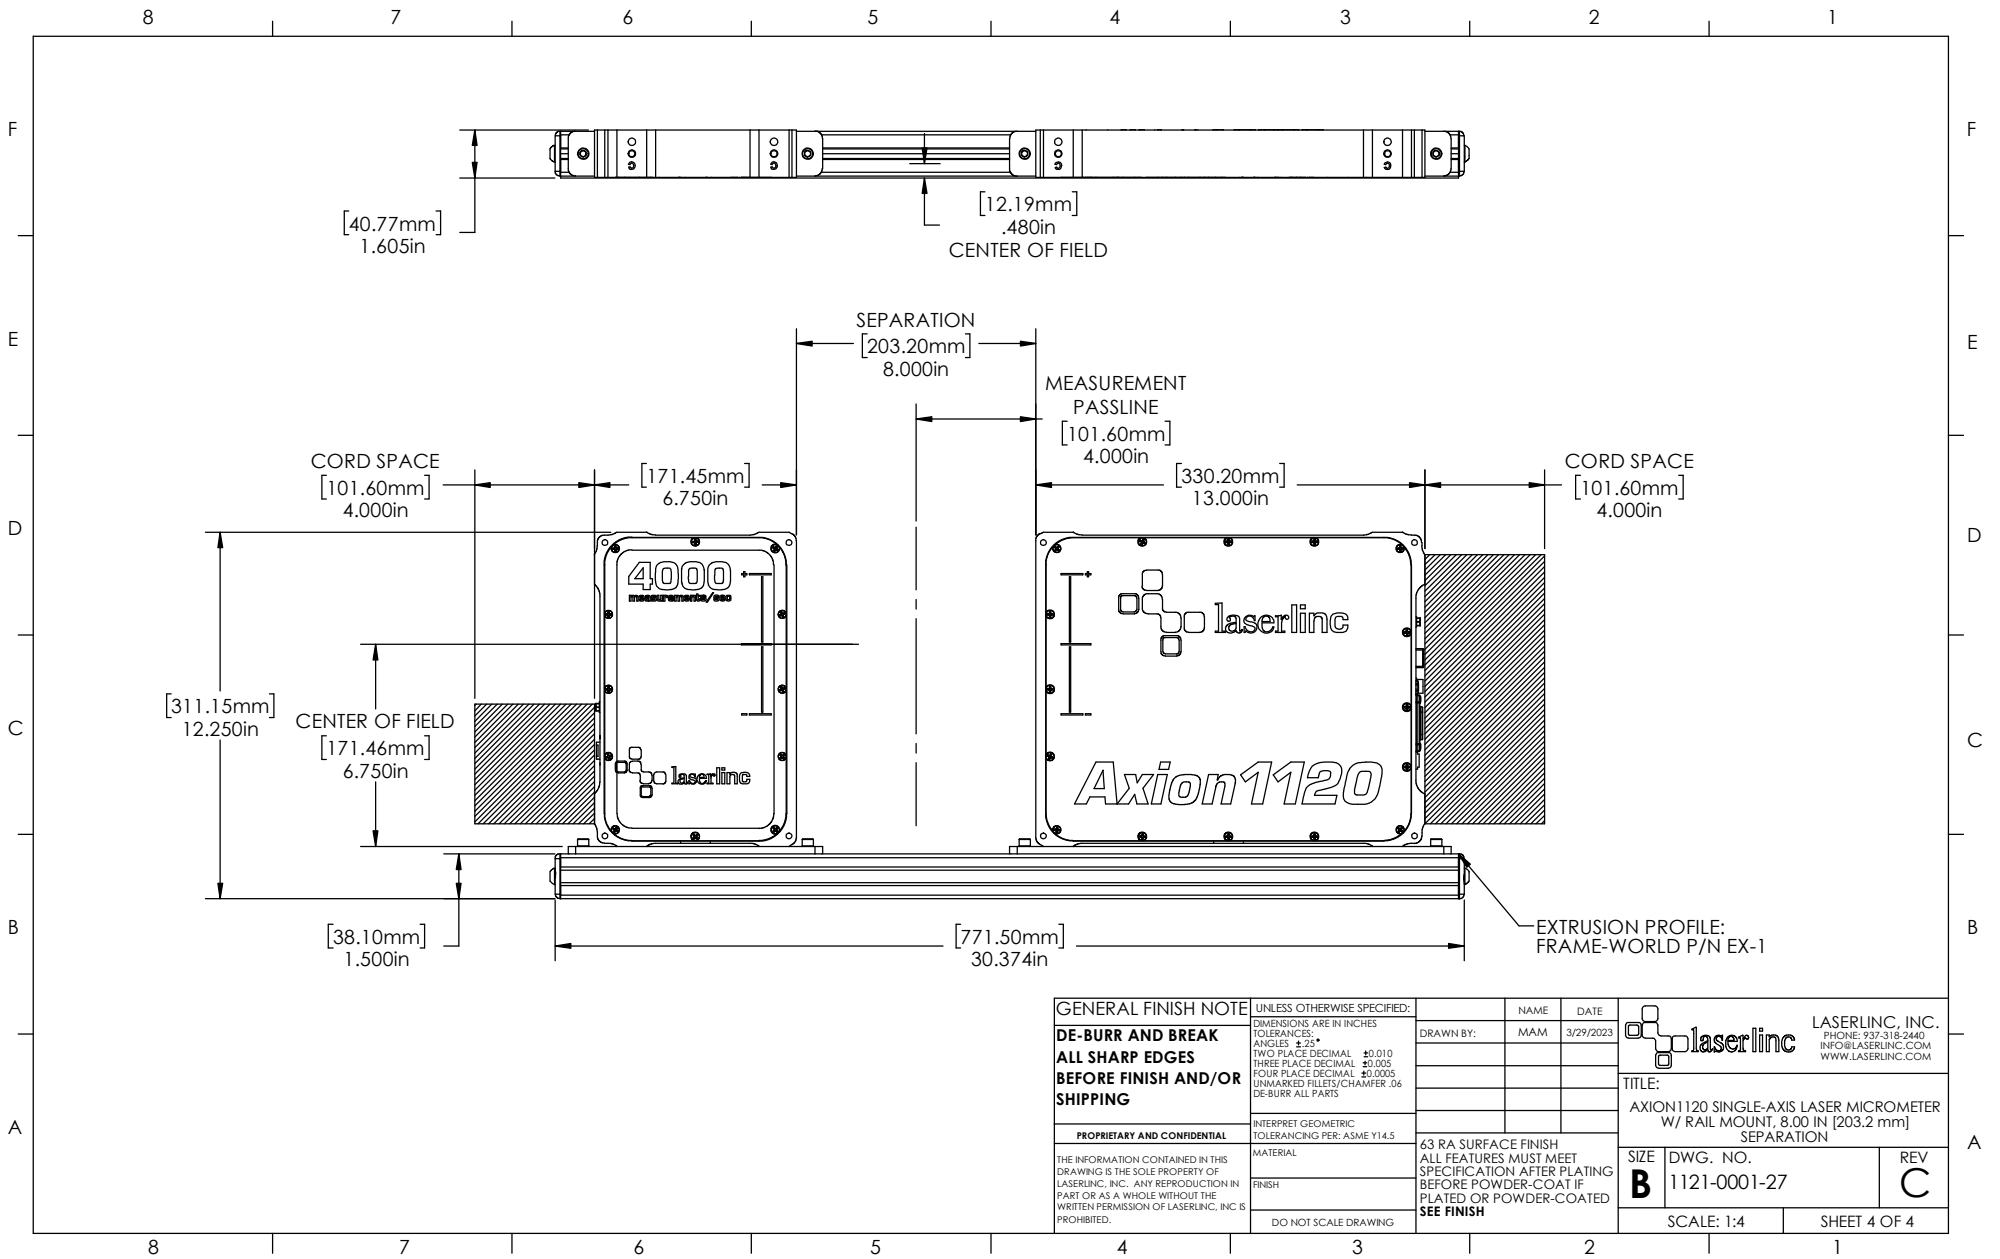 8 7 6 5 4 3 2 1
F F
[40.77mm]
1.605in
[12.19mm]
.480in
CENTER OF FIELD
E E
SEPARATION
[203.20mm]
8.000in
MEASUREMENT
PASSLINE
[101.60mm]
4.000in
CORD SPACE
[101.60mm]
4.000in
[171.45mm]
6.750in
[330.20mm]
13.000in
CORD SPACE
[101.60mm]
4.000in
D D
4000
measurements/sec
+
-
laserlinc
+
-
laserlinc
Axion1120
[311.15mm]
12.250in
CENTER OF FIELD
[171.46mm]
6.750in
C C
[38.10mm]
1.500in
[771.50mm]
30.374in
EXTRUSION PROFILE:
FRAME-WORLD P/N EX-1
B B
GENERAL FINISH NOTE
DE-BURR AND BREAK
ALL SHARP EDGES
BEFORE FINISH AND/OR
SHIPPING
PROPRIETARY AND CONFIDENTIAL
THE INFORMATION CONTAINED IN THIS
DRAWING IS THE SOLE PROPERTY OF
LASERLINC, INC. ANY REPRODUCTION IN
PART OR AS A WHOLE WITHOUT THE
WRITTEN PERMISSION OF LASERLINC, INC IS
PROHIBITED.
UNLESS OTHERWISE SPECIFIED:
DIMENSIONS ARE IN INCHES
TOLERANCES:
ANGLES ±.25°
TWO PLACE DECIMAL ±0.010
THREE PLACE DECIMAL ±0.005
FOUR PLACE DECIMAL ±0.0005
UNMARKED FILLETS/CHAMFER .06
DE-BURR ALL PARTS
INTERPRET GEOMETRIC
TOLERANCING PER: ASME Y14.5
MATERIAL
FINISH
DO NOT SCALE DRAWING
NAME DATE
DRAWN BY: MAM 3/29/2023
63 RA SURFACE FINISH
ALL FEATURES MUST MEET
SPECIFICATION AFTER PLATING
BEFORE POWDER-COAT IF
PLATED OR POWDER-COATED
SEE FINISH
laserlinc
LASERLINC, INC.
PHONE: 937-318-2440
INFO@LASERLINC.COM
WWW.LASERLINC.COM
TITLE:
AXION1120 SINGLE-AXIS LASER MICROMETER
W/ RAIL MOUNT, 8.00 IN [203.2 mm]
SEPARATION
SIZE
B
DWG. NO.
1121-0001-27
REV
C
SCALE: 1:4
SHEET 4 OF 4
A A
8 7 6 5 4 3 2 1